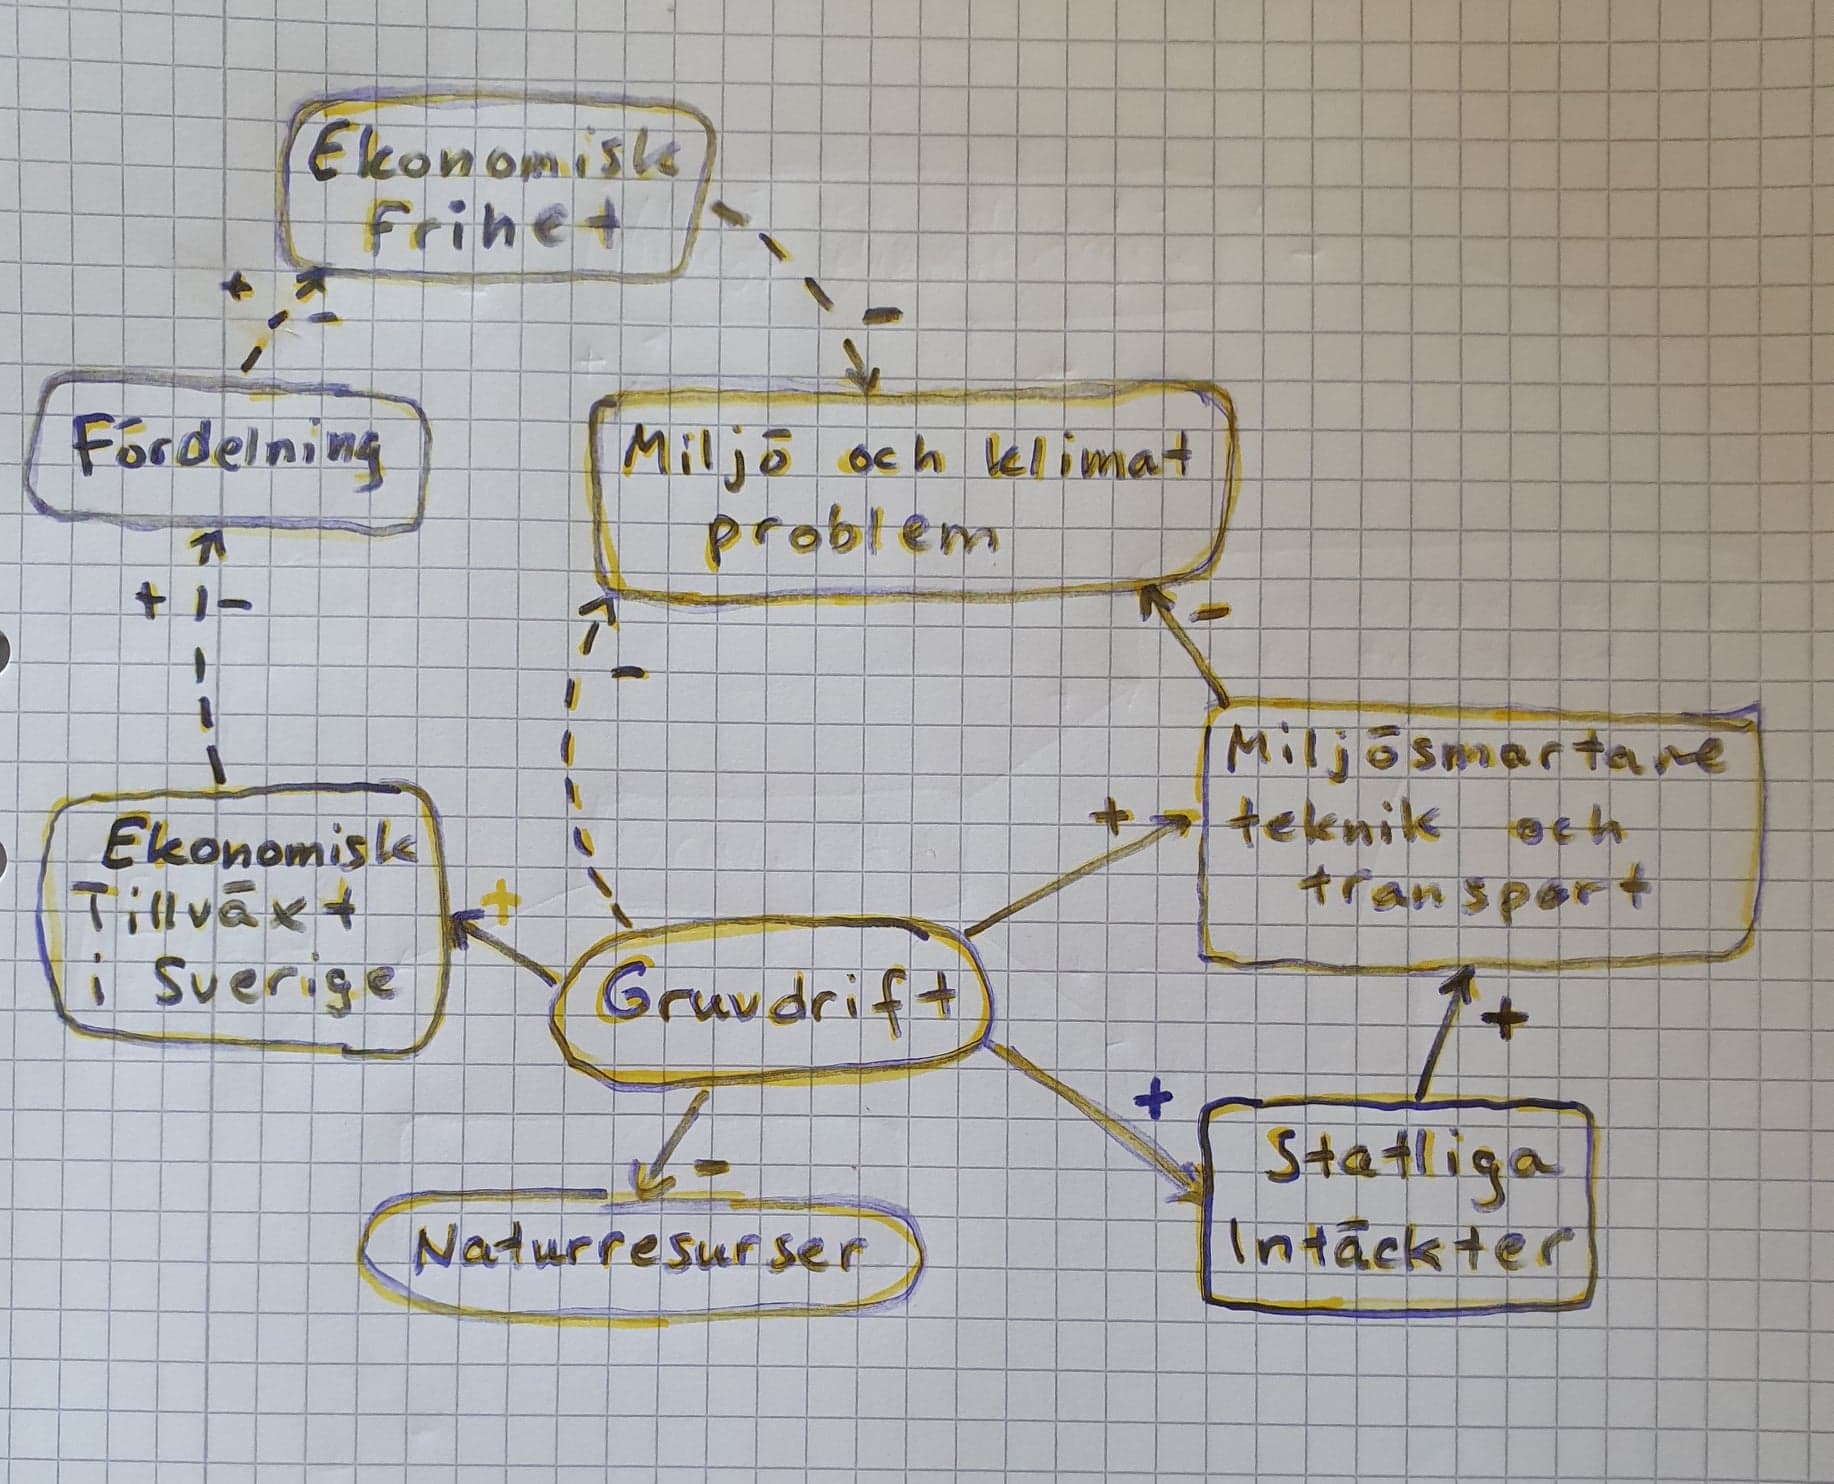 Ekonomisk
frihet
+
-
-
Fördelning
Miljö och klimat
problem
+ -
-
-
Miljösmartare
teknik och
transport
+
Ekonomisk
Tillväxt
i Sverige
+
Gruvdrift
+
+
-
Naturresurser
Statliga
Intäckter